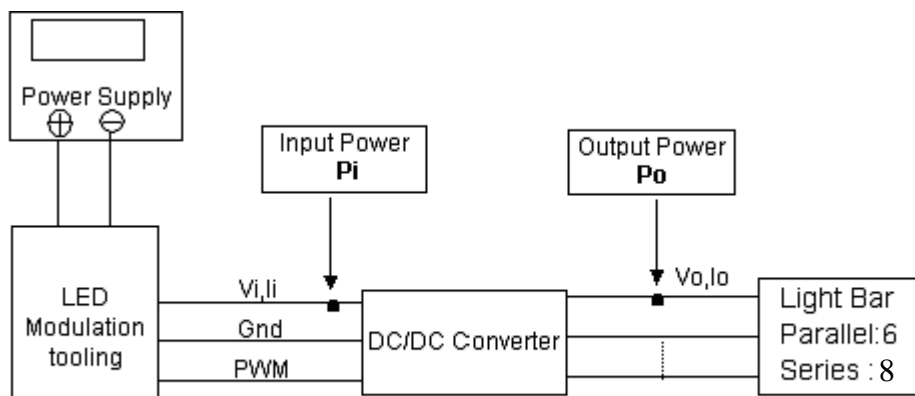 Power Supply
Input Power
Pi
Output Power
Po
LED
Modulation
tooling
Vi,Ii
Gnd
PWM
DC/DC Converter
Vo,Io
Light Bar
Parallel:6
Series : 8